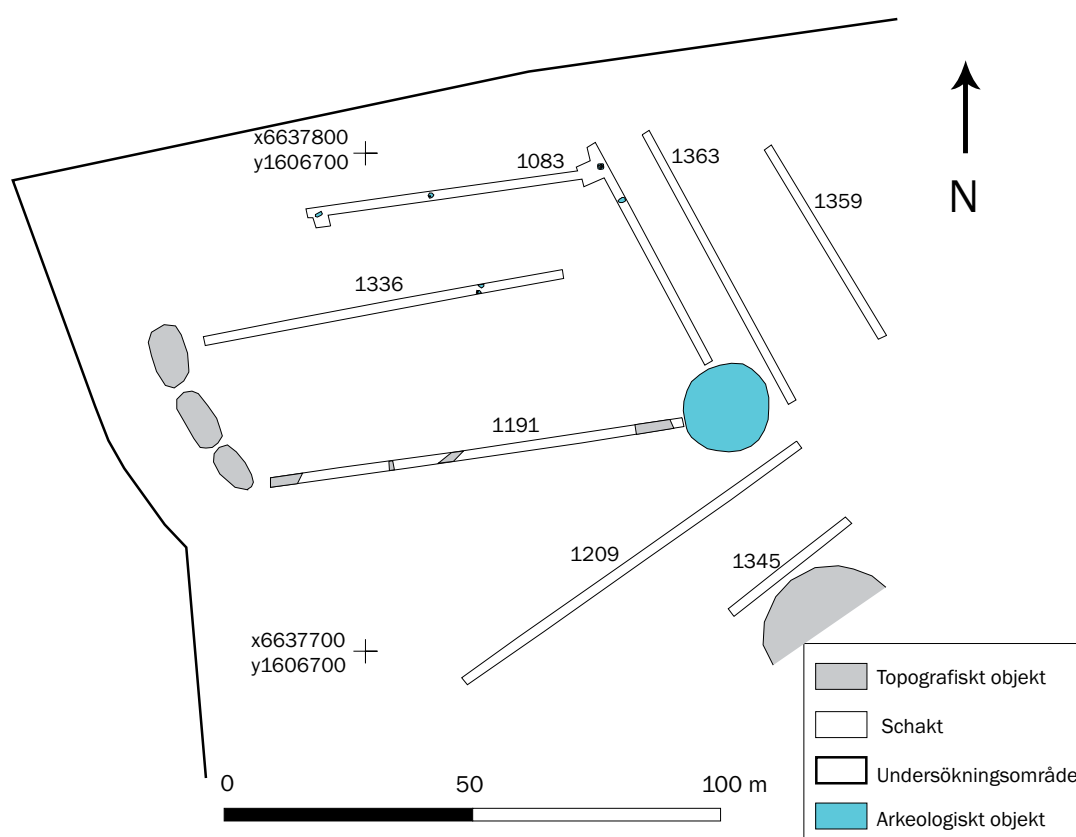 x6637800
y1606700
1083
1363
1359
N
1336
1191
1209
1345
x6637700
y1606700
Topografiskt objekt
Schakt
Undersökningsområde
Arkeologiskt objekt
0
50
100 m